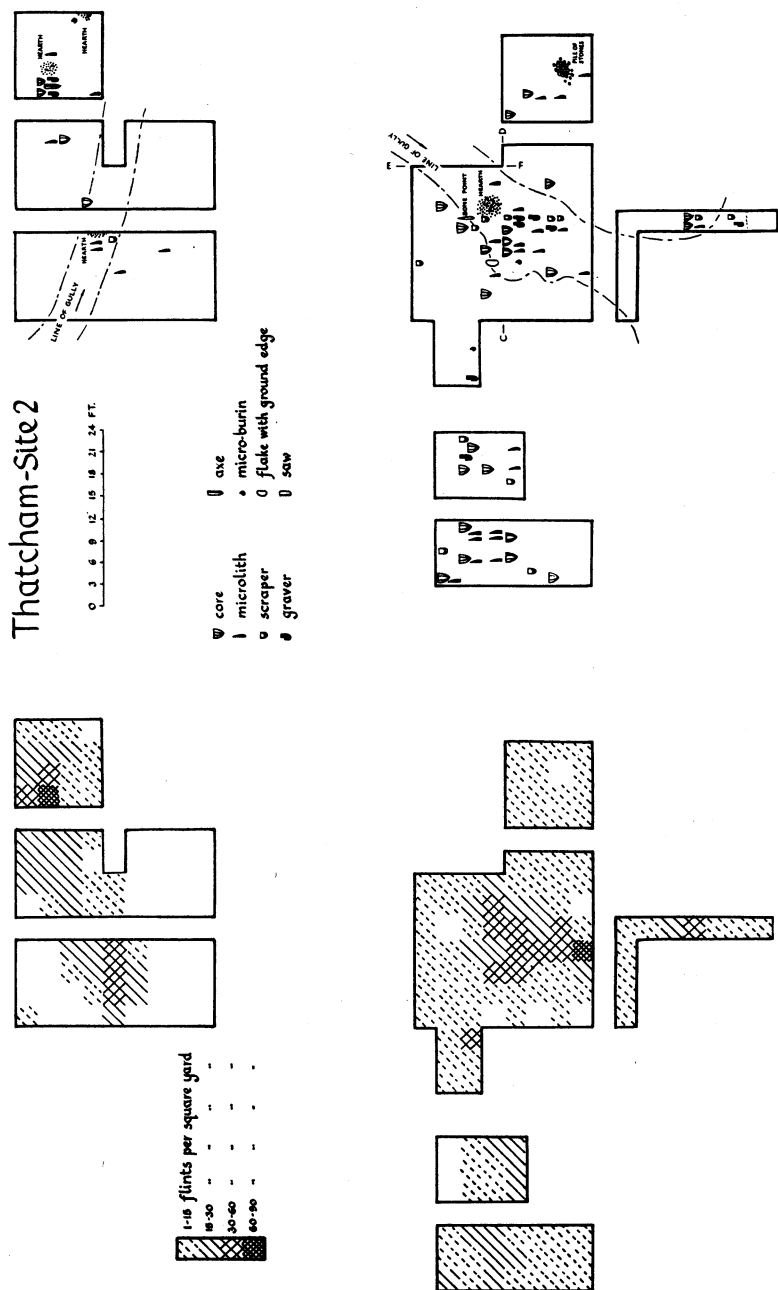 Thatcham-Site 2
0 3 6 9 12 15 18 21 24 FT.
core
microlith
scraper
graver
axe
micro-burin
flake with ground edge
saw
HEARTH
HEARTH
HEARTH
LINE OF GULLY
LINE OF GULLY
E
F
D
C
BONE POINT
HEARTH
PILE OF
STONES
1-15 flints per square yard
15-30 " " " "
30-60 " " " "
60-90 " " " "